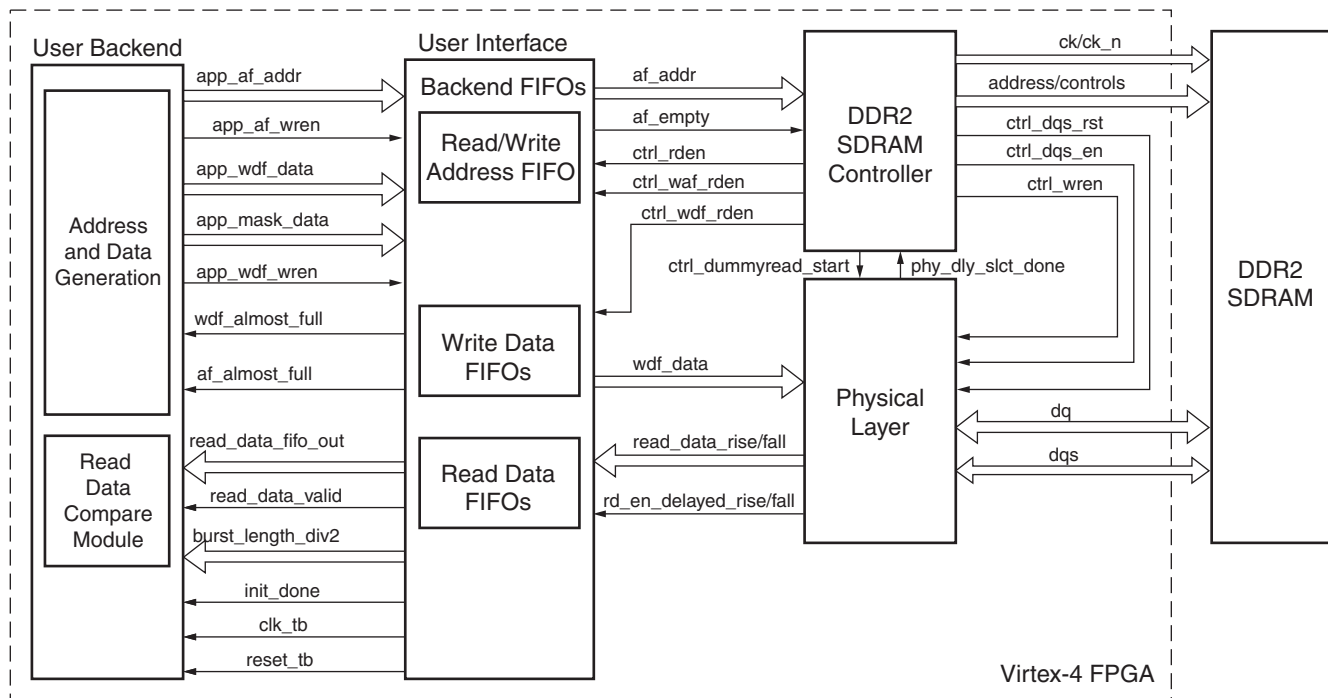 User Backend
Address
and Data
Generation
Read
Data
Compare
Module
app_af_addr
app_af_wren
app_wdf_data
app_mask_data
app_wdf_wren
wdf_almost_full
af_almost_full
read_data_fifo_out
read_data_valid
burst_length_div2
init_done
clk_tb
reset_tb
User Interface
Backend FIFOs
Read/Write
Address FIFO
Write Data
FIFOs
Read Data
FIFOs
af_addr
af_empty
ctrl_rden
ctrl_waf_rden
ctrl_wdf_rden
ctrl_dummyread_start
phy_dly_slct_done
wdf_data
read_data_rise/fall
rd_en_delayed_rise/fall
DDR2
SDRAM
Controller
Physical
Layer
ck/ck_n
address/controls
ctrl_dqs_rst
ctrl_dqs_en
ctrl_wren
dq
dqs
DDR2
SDRAM
Virtex-4 FPGA